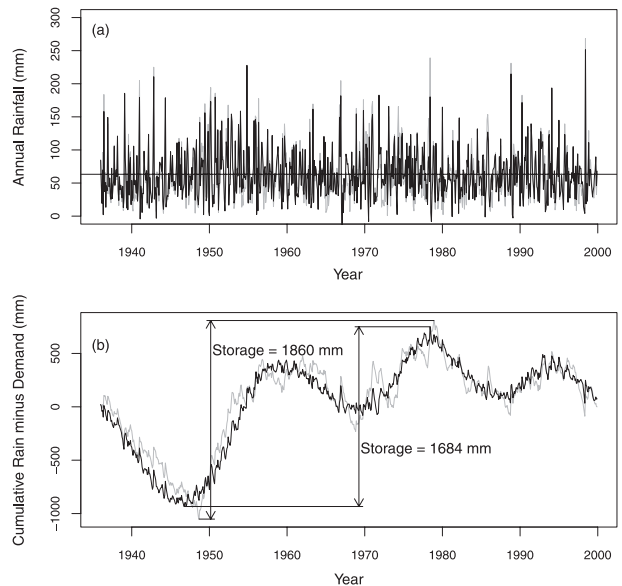 (a)
Annual Rainfall (mm)
300
250
200
150
100
50
0
1940 1950 1960 1970 1980 1990 2000
Year
(b)
Cumulative Rain minus Demand (mm)
500
0
−500
−1000
Storage = 1860 mm
Storage = 1684 mm
1940 1950 1960 1970 1980 1990 2000
Year